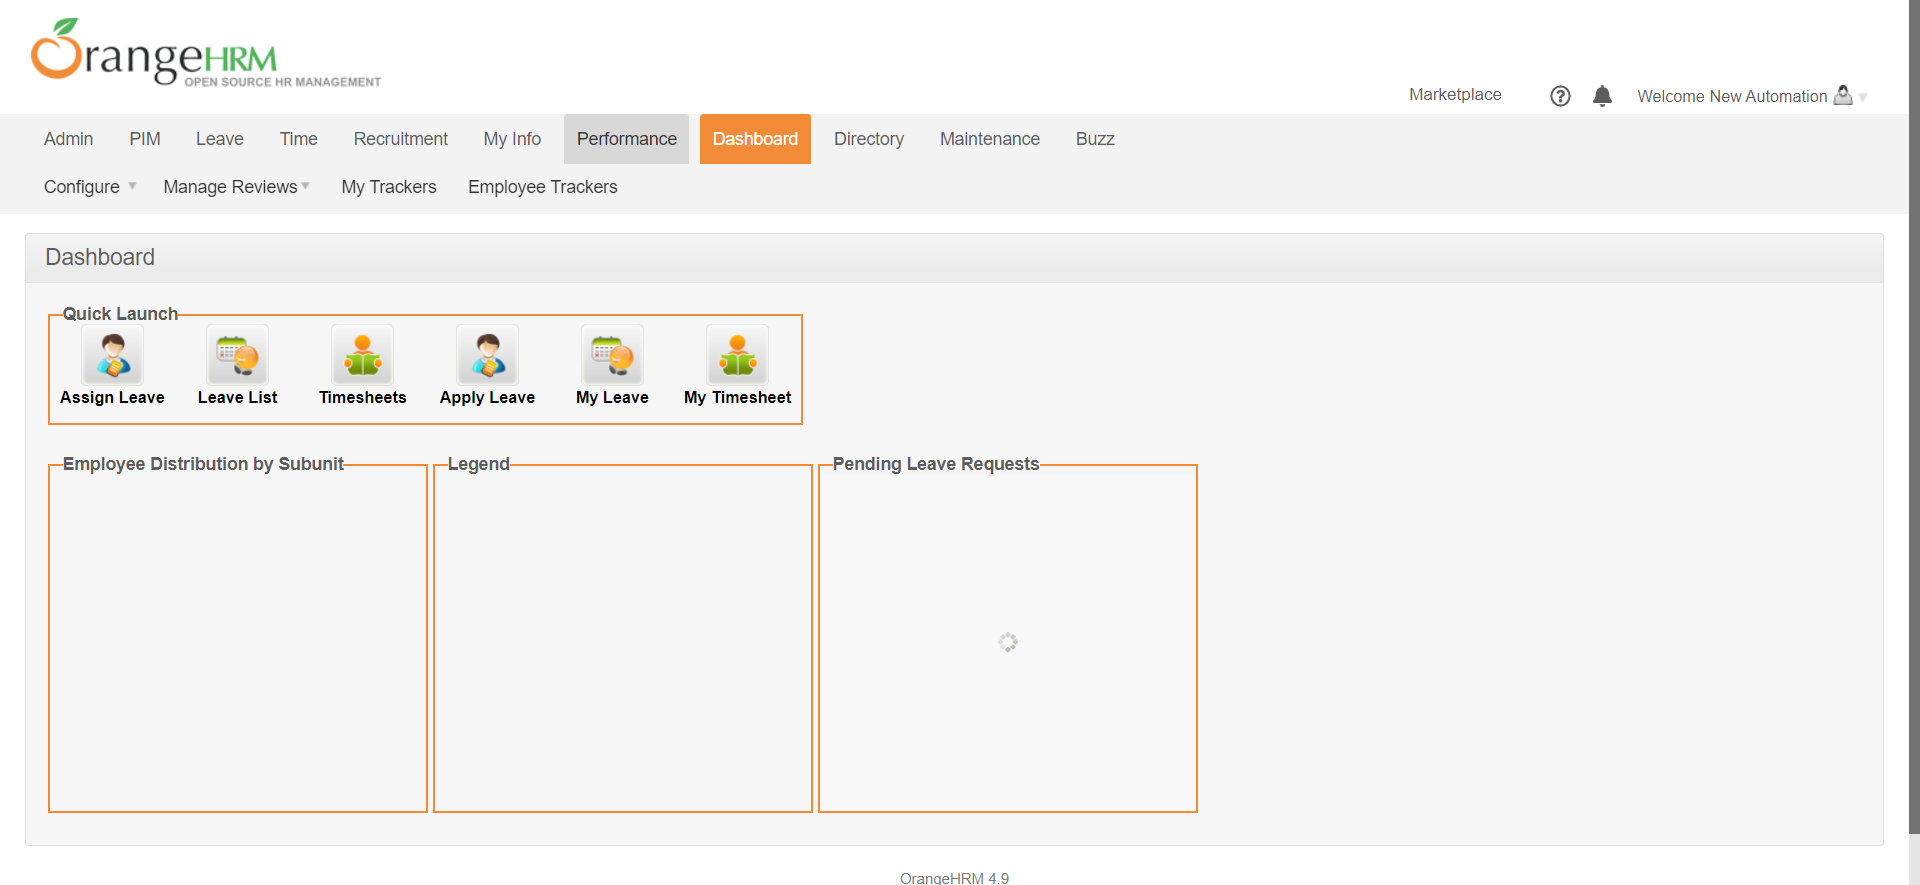 OrangeHRM
OPEN SOURCE HR MANAGEMENT
Marketplace
Welcome New Automation
Admin PIM Leave Time Recruitment My Info Performance Dashboard Directory Maintenance Buzz
Configure Manage Reviews My Trackers Employee Trackers
Dashboard
Quick Launch
Assign Leave Leave List Timesheets Apply Leave My Leave My Timesheet
Employee Distribution by Subunit Legend Pending Leave Requests
OrangeHRM 4.9